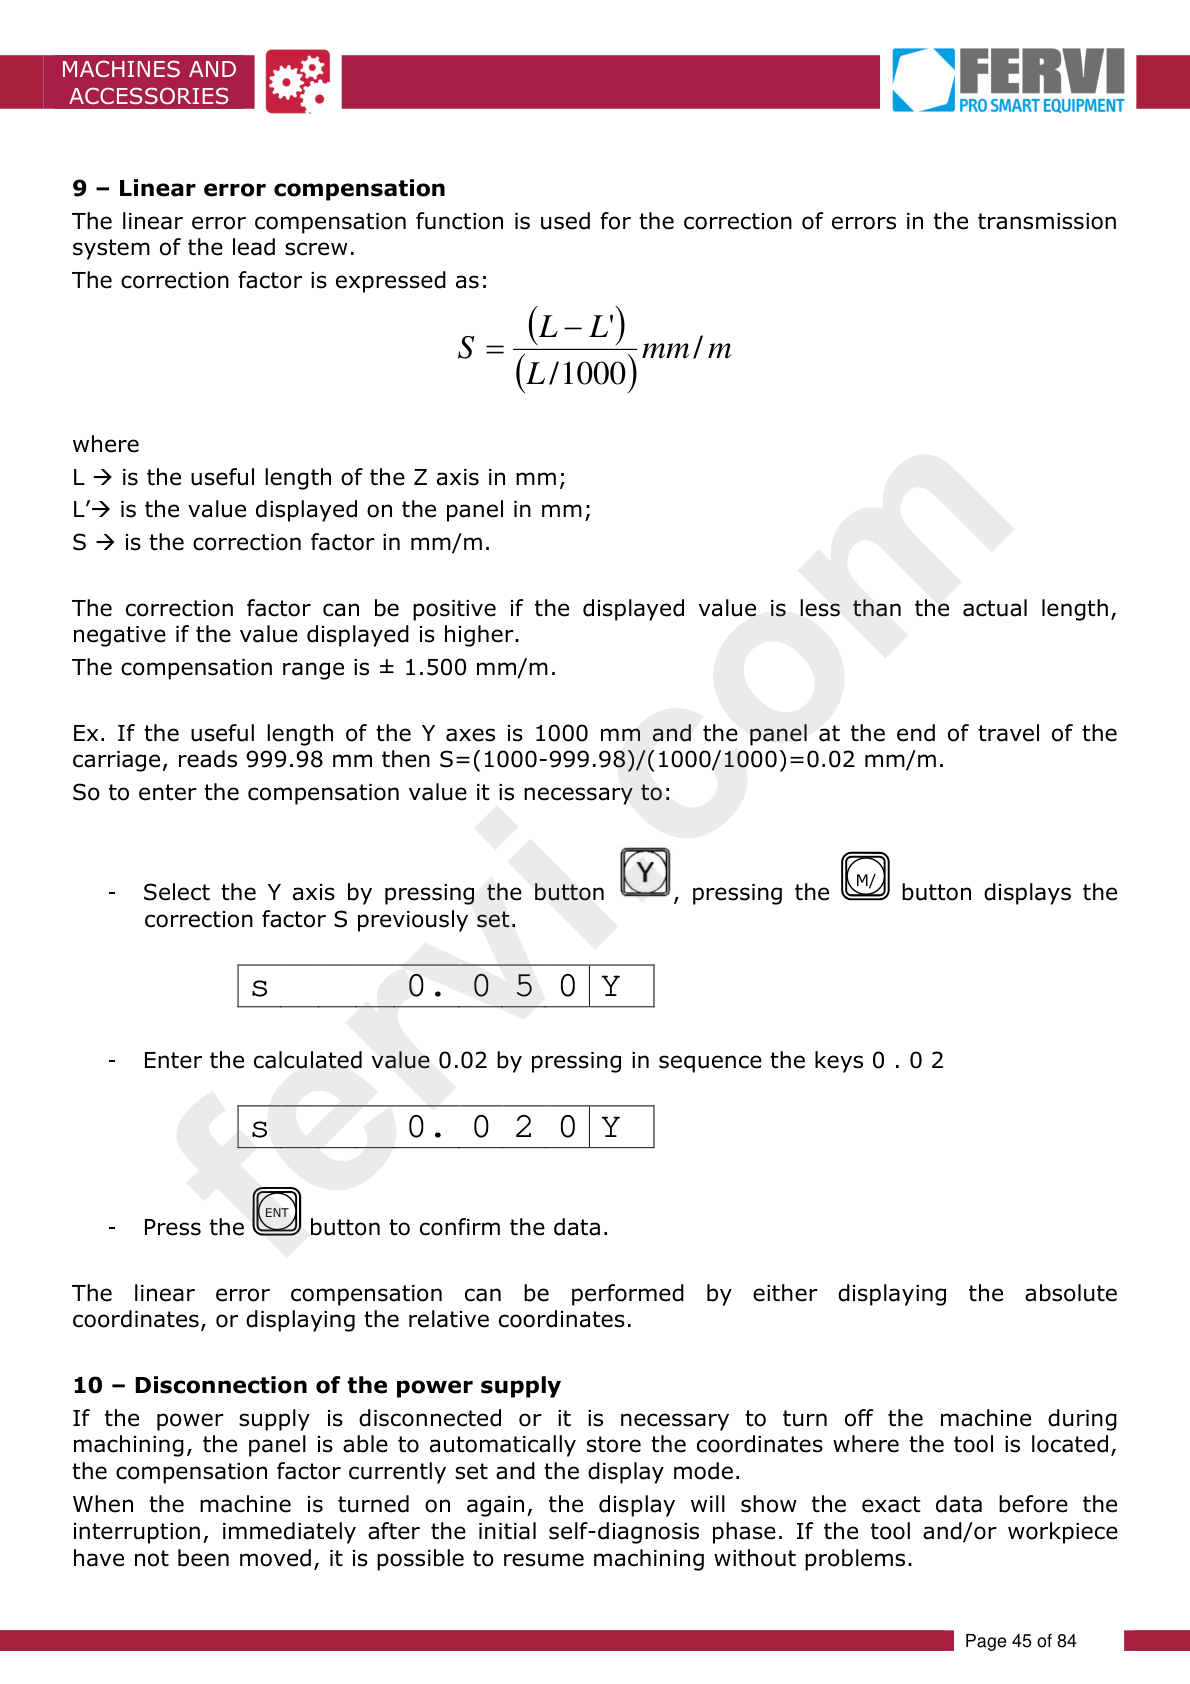 MACHINES AND
ACCESSORIES
FERVI
PRO SMART EQUIPMENT
9 – Linear error compensation
The linear error compensation function is used for the correction of errors in the transmission
system of the lead screw.
The correction factor is expressed as:
S = (L – L') / (L/1000) mm/m
where
L → is the useful length of the Z axis in mm;
L’→ is the value displayed on the panel in mm;
S → is the correction factor in mm/m.
The correction factor can be positive if the displayed value is less than the actual length,
negative if the value displayed is higher.
The compensation range is ± 1.500 mm/m.
Ex. If the useful length of the Y axes is 1000 mm and the panel at the end of travel of the
carriage, reads 999.98 mm then S=(1000-999.98)/(1000/1000)=0.02 mm/m.
So to enter the compensation value it is necessary to:
- Select the Y axis by pressing the button Y, pressing the M/ button displays the
correction factor S previously set.
s 0. 0 5 0 Y
- Enter the calculated value 0.02 by pressing in sequence the keys 0 . 0 2
s 0. 0 2 0 Y
- Press the ENT button to confirm the data.
The linear error compensation can be performed by either displaying the absolute
coordinates, or displaying the relative coordinates.
10 – Disconnection of the power supply
If the power supply is disconnected or it is necessary to turn off the machine during
machining, the panel is able to automatically store the coordinates where the tool is located,
the compensation factor currently set and the display mode.
When the machine is turned on again, the display will show the exact data before the
interruption, immediately after the initial self-diagnosis phase. If the tool and/or workpiece
have not been moved, it is possible to resume machining without problems.
fervi.com
Page 45 of 84